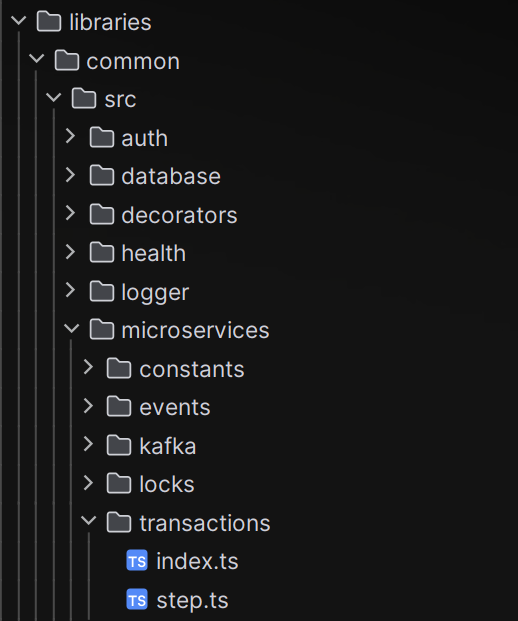 libraries
common
src
auth
database
decorators
health
logger
microservices
constants
events
kafka
locks
transactions
TS index.ts
TS step.ts